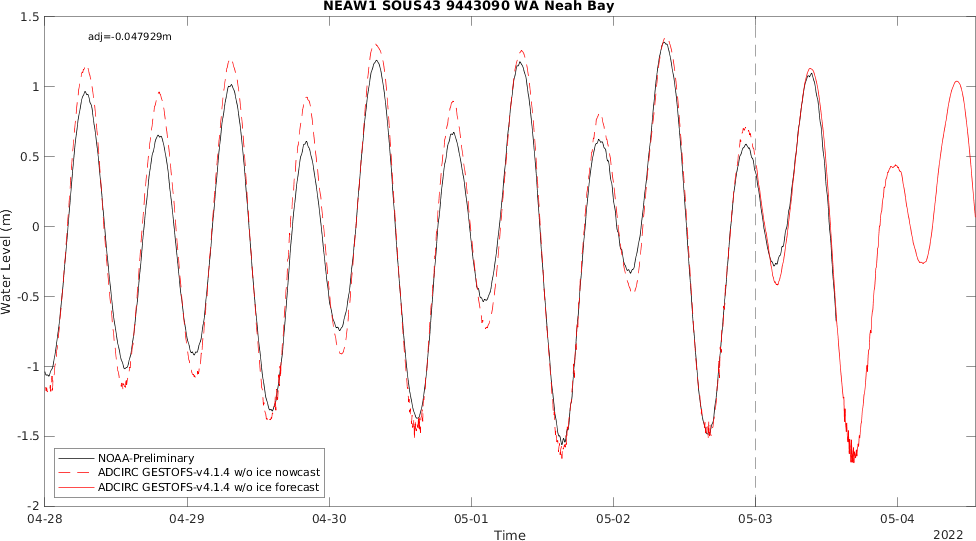 NEAW1 SOUS43 9443090 WA Neah Bay
adj=-0.047929m
1.5
1
0.5
0
-0.5
-1
-1.5
-2
Water Level (m)
NOAA-Preliminary
ADCIRC GESTOFS-v4.1.4 w/o ice nowcast
ADCIRC GESTOFS-v4.1.4 w/o ice forecast
04-28 04-29 04-30 05-01 05-02 05-03 05-04
Time
2022